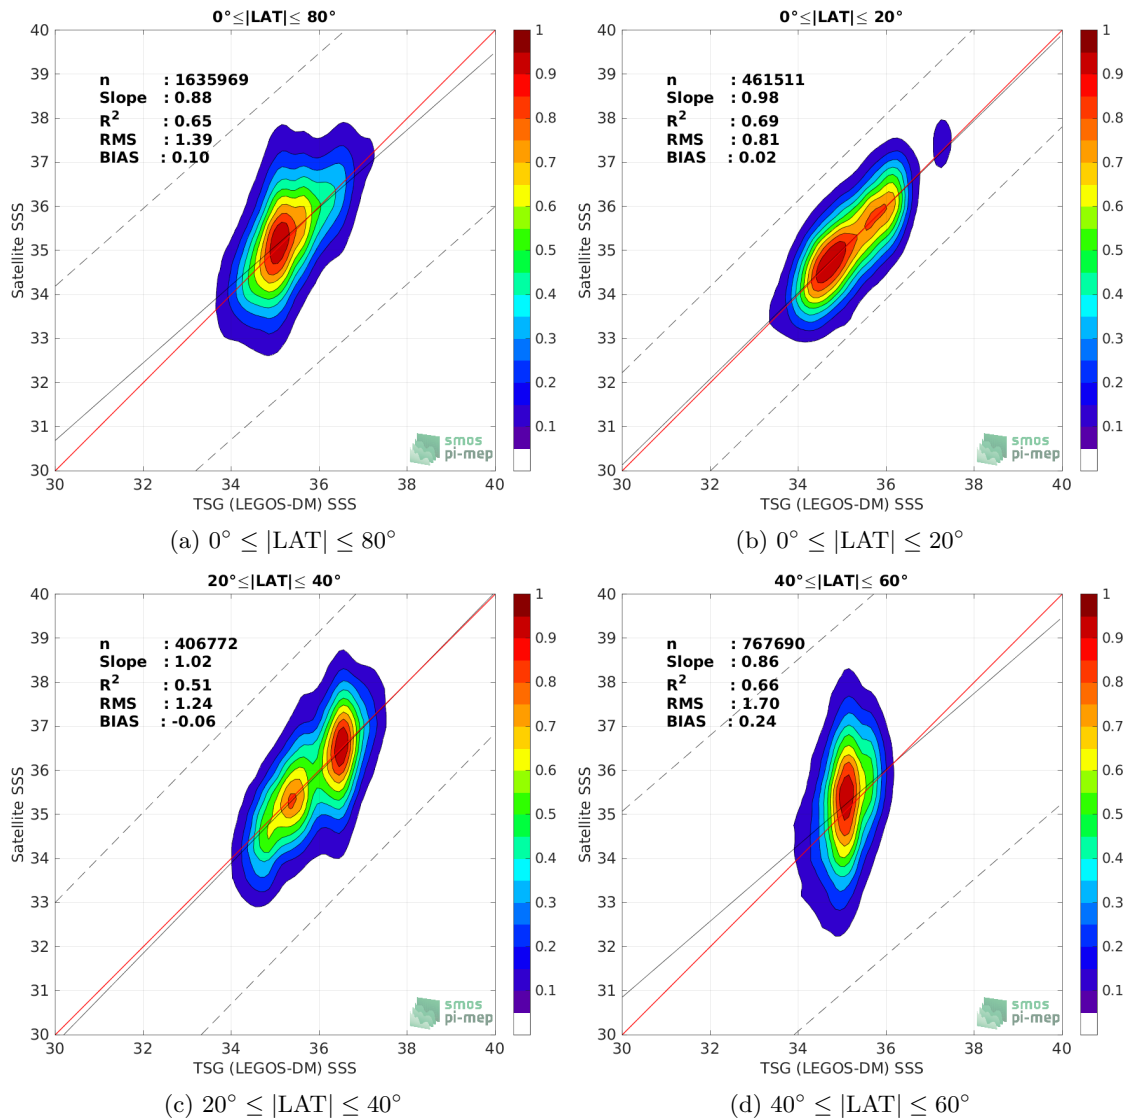 0°≤|LAT|≤ 80°
n : 1635969
Slope : 0.88
R² : 0.65
RMS : 1.39
BIAS : 0.10
Satellite SSS
40
39
38
37
36
35
34
33
32
31
30
30 32 34 36 38 40
TSG (LEGOS-DM) SSS
1
0.9
0.8
0.7
0.6
0.5
0.4
0.3
0.2
0.1
smos
pi-mep
(a) 0° ≤ |LAT| ≤ 80°
0°≤|LAT|≤ 20°
n : 461511
Slope : 0.98
R² : 0.69
RMS : 0.81
BIAS : 0.02
Satellite SSS
40
39
38
37
36
35
34
33
32
31
30
30 32 34 36 38 40
TSG (LEGOS-DM) SSS
1
0.9
0.8
0.7
0.6
0.5
0.4
0.3
0.2
0.1
smos
pi-mep
(b) 0° ≤ |LAT| ≤ 20°
20°≤|LAT|≤ 40°
n : 406772
Slope : 1.02
R² : 0.51
RMS : 1.24
BIAS : -0.06
Satellite SSS
40
39
38
37
36
35
34
33
32
31
30
30 32 34 36 38 40
TSG (LEGOS-DM) SSS
1
0.9
0.8
0.7
0.6
0.5
0.4
0.3
0.2
0.1
smos
pi-mep
(c) 20° ≤ |LAT| ≤ 40°
40°≤|LAT|≤ 60°
n : 767690
Slope : 0.86
R² : 0.66
RMS : 1.70
BIAS : 0.24
Satellite SSS
40
39
38
37
36
35
34
33
32
31
30
30 32 34 36 38 40
TSG (LEGOS-DM) SSS
1
0.9
0.8
0.7
0.6
0.5
0.4
0.3
0.2
0.1
smos
pi-mep
(d) 40° ≤ |LAT| ≤ 60°